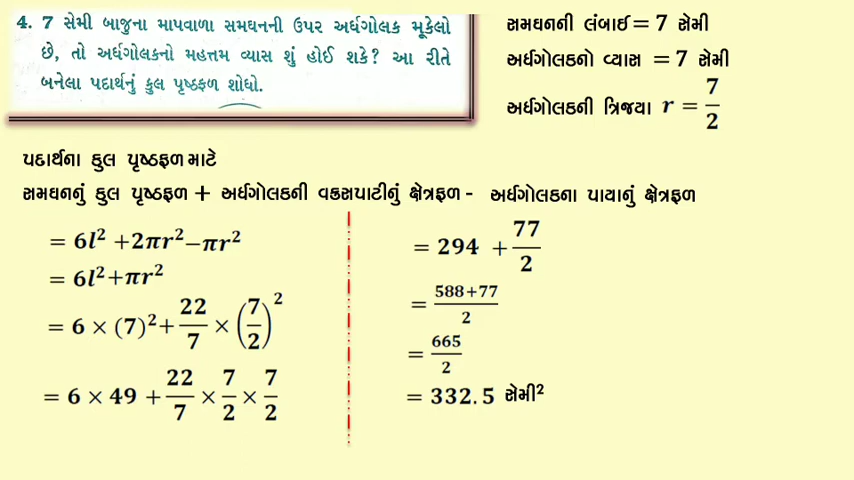 4. 7 સેમી બાજુના માપવાળા સમઘનની ઉપર અર્ધગોલક મૂકેલો
છે, તો અર્ધગોલકનો મહત્તમ વ્યાસ શું હોઈ શકે? આ રીતે
બનેલા પદાર્થનું કુલ પૃષ્ઠફળ શોધો.
સમઘનની લંબાઈ = 7 સેમી
અર્ધગોલકનો વ્યાસ = 7 સેમી
અર્ધગોલકની ત્રિજ્યા r = 7/2
પદાર્થના કુલ પૃષ્ઠફળ માટે
સમઘનનું કુલ પૃષ્ઠફળ + અર્ધગોલકની વક્રસપાટીનું ક્ષેત્રફળ - અર્ધગોલકના પાયાનું ક્ષેત્રફળ
= 6l² + 2πr² − πr²
= 6l² + πr²
= 6 × (7)² + 22/7 × (7/2)²
= 6 × 49 + 22/7 × 7/2 × 7/2
= 294 + 77/2
= 588+77/2
= 665/2
= 332.5 સેમી²